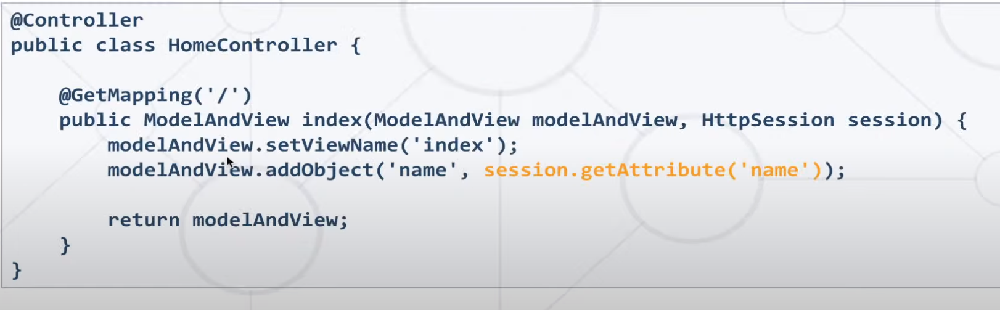 @Controller
public class HomeController {
@GetMapping('/')
public ModelAndView index(ModelAndView modelAndView, HttpSession session) {
modelAndView.setViewName('index');
modelAndView.addObject('name', session.getAttribute('name'));
return modelAndView;
}
}